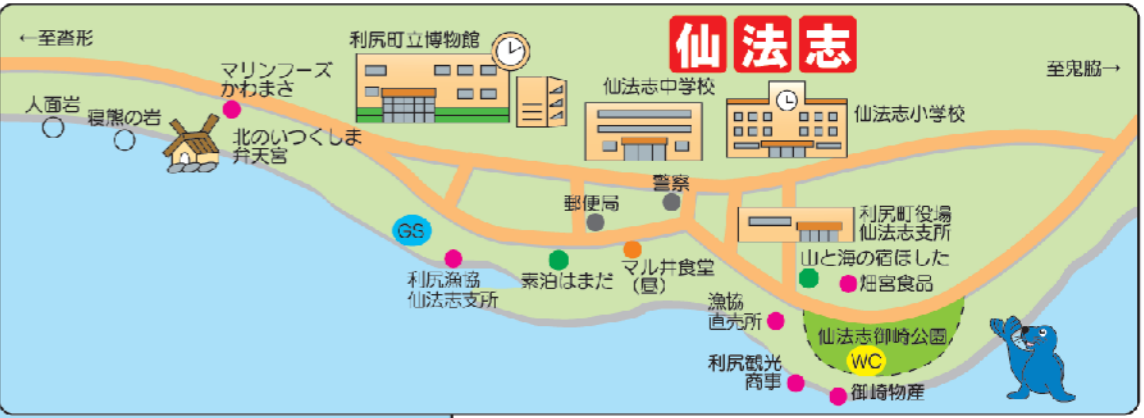 ←至沓形
利尻町立博物館
仙法志
至鬼脇→
マリンフーズ
かわまさ
仙法志中学校
仙法志小学校
人面岩
寝熊の岩
北のいつくしま
弁天宮
警察
郵便局
利尻町役場
仙法志支所
GS
山と海の宿ほした
利尻漁協
仙法志支所
素泊はまだ
マル井食堂
(昼)
畑宮食品
漁協
直売所
仙法志御崎公園
WC
利尻観光
商事
御崎物産